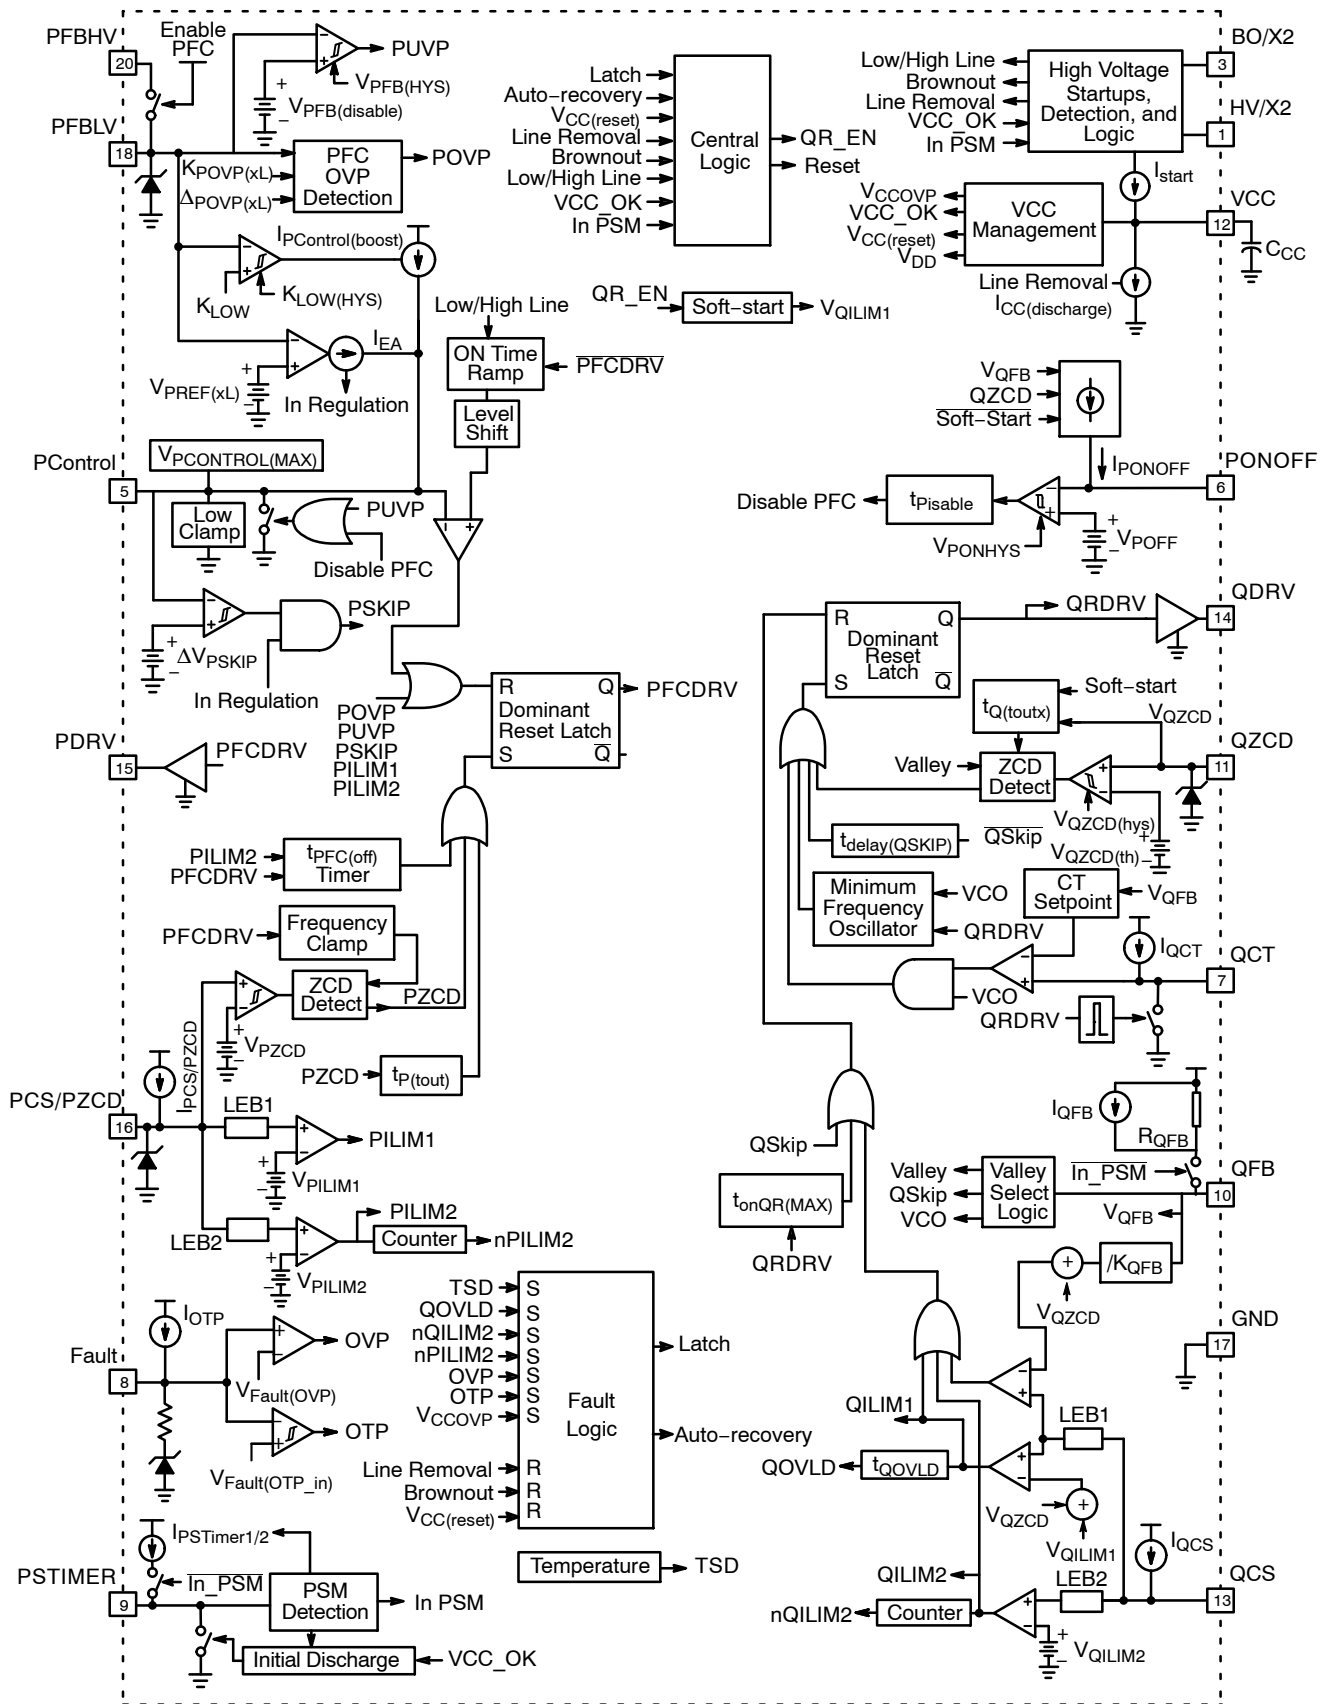 PFBHV
20
Enable
PFC
PUVP
VPFB(HYS)
+
−
VPFB(disable)
PFBLV
18
KPOVP(xL)
ΔPOVP(xL)
PFC
OVP
Detection
POVP
IPControl(boost)
−
+
KLOW
KLOW(HYS)
−
+
IEA
VPREF(xL)
+
−
In Regulation
Low/High Line
ON Time
Ramp
PFCDRV
Level
Shift
Latch
Auto−recovery
VCC(reset)
Line Removal
Brownout
Low/High Line
VCC_OK
In PSM
Central
Logic
QR_EN
Reset
QR_EN
Soft−start
VQILIM1
BO/X2
3
HV/X2
1
Low/High Line
Brownout
Line Removal
VCC_OK
In PSM
High Voltage
Startups,
Detection, and
Logic
Istart
VCC
12
CCC
VCCOVP
VCC_OK
VCC(reset)
VDD
VCC
Management
Line Removal
ICC(discharge)
VQFB
QZCD
Soft−Start
IPONOFF
PONOFF
6
Disable PFC
tPisable
−
+
VPONHYS
+
−
VPOFF
PControl
5
VPCONTROL(MAX)
Low
Clamp
PUVP
Disable PFC
−
+
−
+
+
−
ΔVPSKIP
PSKIP
In Regulation
POVP
PUVP
PSKIP
PILIM1
PILIM2
R
Q
Dominant
Reset Latch
S
Q
PFCDRV
PDRV
15
PFCDRV
PILIM2
PFCDRV
tPFC(off)
Timer
PFCDRV
Frequency
Clamp
+
−
ZCD
Detect
PZCD
+
−
VPZCD
PZCD
tP(tout)
IPCS/PZCD
PCS/PZCD
16
LEB1
+
−
PILIM1
+
−
VPILIM1
LEB2
+
−
PILIM2
Counter
nPILIM2
+
−
VPILIM2
R
Q
Dominant
Reset
Latch
S
Q
QRDRV
QDRV
14
tQ(toutx)
Soft−start
VQZCD
Valley
ZCD
Detect
+
−
QZCD
11
VQZCD(hys)
VQZCD(th)
+
−
tdelay(QSKIP)
QSkip
Minimum
Frequency
Oscillator
VCO
QRDRV
CT
Setpoint
VQFB
IQCT
−
+
VCO
QCT
7
QRDRV
QSkip
tonQR(MAX)
QRDRV
IQFB
RQFB
In_PSM
QFB
10
Valley
QSkip
VCO
Valley
Select
Logic
VQFB
/KQFB
+
VQZCD
GND
17
Fault
8
IOTP
+
−
OVP
VFault(OVP)
−
+
OTP
VFault(OTP_in)
TSD
S
QOVLD
S
nQILIM2
S
nPILIM2
S
OVP
S
OTP
S
VCCOVP
S
Line Removal
R
Brownout
R
VCC(reset)
R
Fault
Logic
Latch
Auto−recovery
−
+
QILIM1
LEB1
QOVLD
tQOVLD
+
−
VQZCD
+
VQILIM1
IQCS
QCS
13
LEB2
QILIM2
nQILIM2
Counter
+
−
+
−
VQILIM2
PSTIMER
9
IPSTimer1/2
In_PSM
PSM
Detection
In PSM
Initial Discharge
VCC_OK
Temperature
TSD